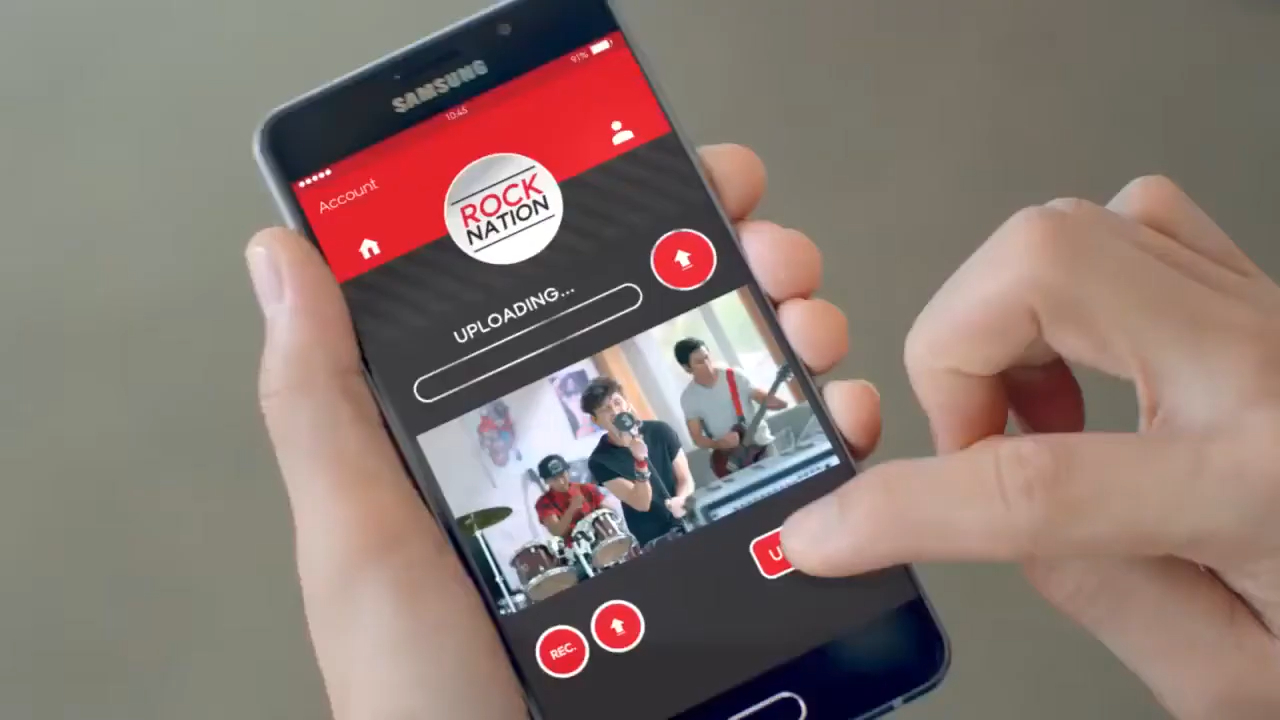 SAMSUNG
10:45
91%
Account
ROCK
NATION
UPLOADING...
REC.